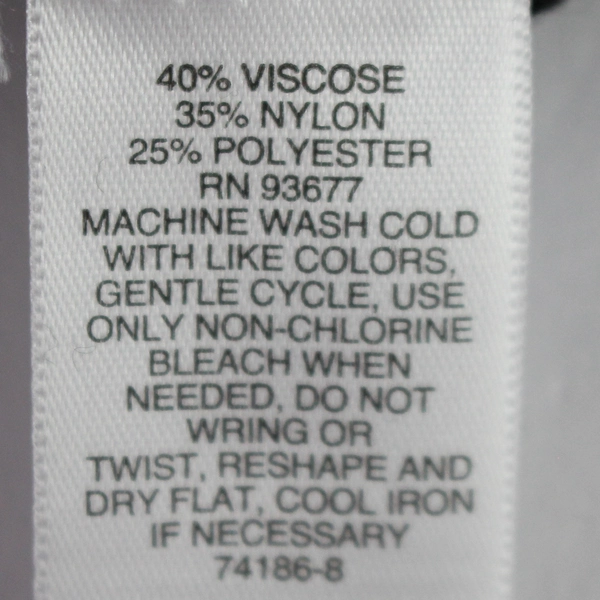 40% VISCOSE
35% NYLON
25% POLYESTER
RN 93677
MACHINE WASH COLD
WITH LIKE COLORS,
GENTLE CYCLE, USE
ONLY NON-CHLORINE
BLEACH WHEN
NEEDED, DO NOT
WRING OR
TWIST, RESHAPE AND
DRY FLAT, COOL IRON
IF NECESSARY
74186-8